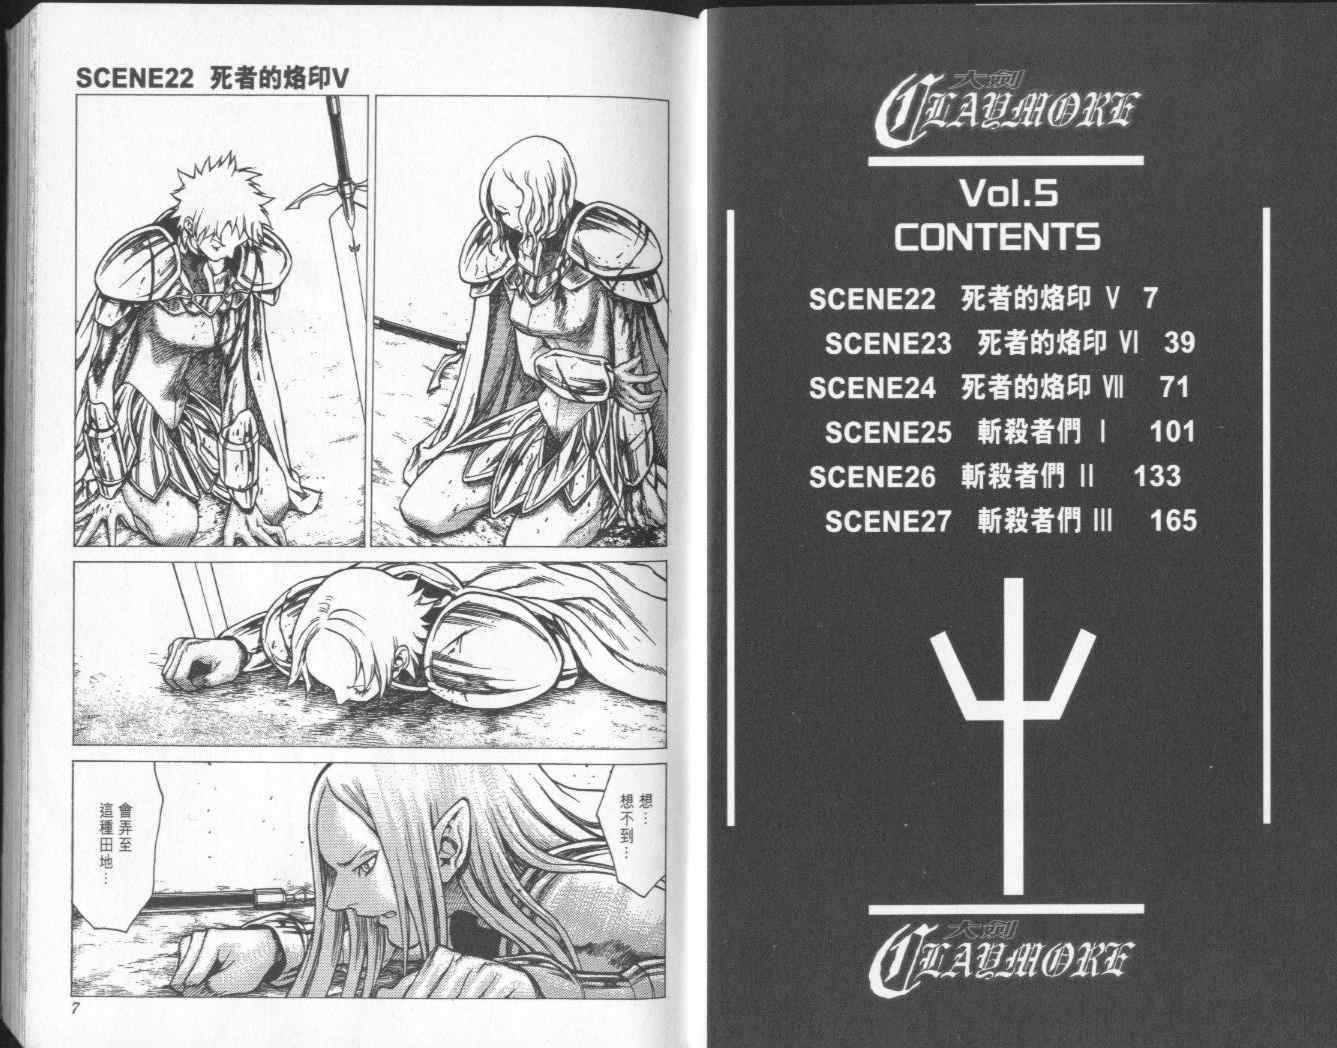 大劍
CLAYMORE
Vol.5
CONTENTS
SCENE22 死者的烙印 Ⅴ 7
SCENE23 死者的烙印 Ⅵ 39
SCENE24 死者的烙印 Ⅶ 71
SCENE25 斬殺者們 Ⅰ 101
SCENE26 斬殺者們 Ⅱ 133
SCENE27 斬殺者們 Ⅲ 165
大劍
CLAYMORE
SCENE22 死者的烙印Ⅴ
想…
想不到…
會弄至
這種田地…
7